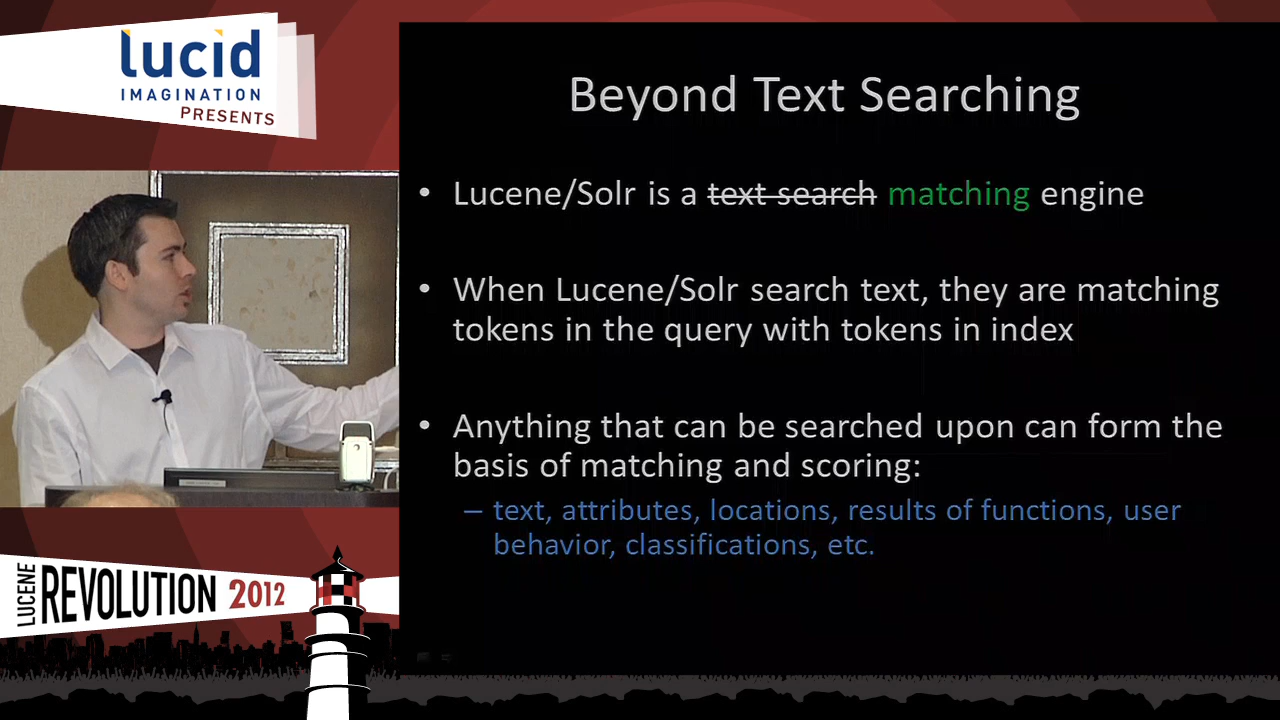 lucid
IMAGINATION
PRESENTS
Beyond Text Searching
• Lucene/Solr is a text search matching engine
• When Lucene/Solr search text, they are matching
tokens in the query with tokens in index
• Anything that can be searched upon can form the
basis of matching and scoring:
– text, attributes, locations, results of functions, user
behavior, classifications, etc.
LUCENE
REVOLUTION 2012